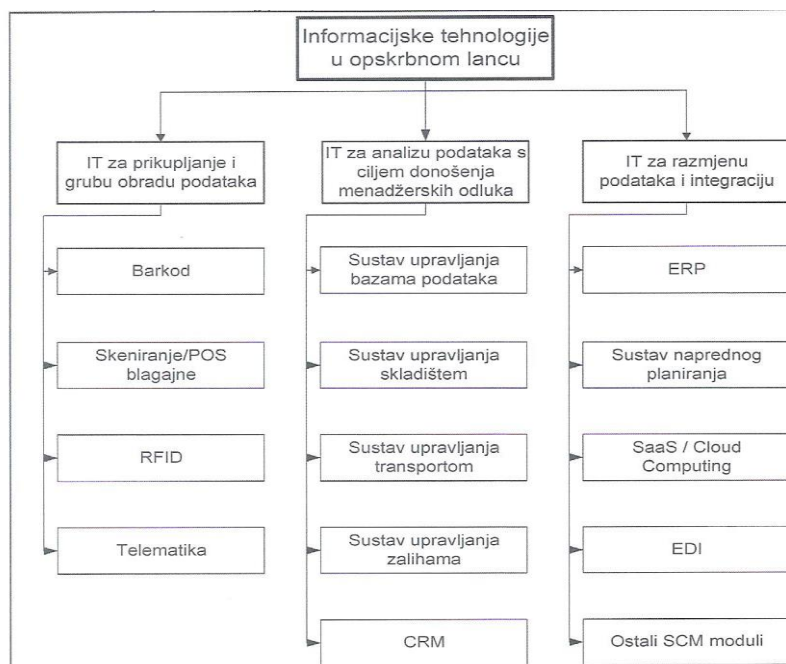 Informacijske tehnologije
u opskrbnom lancu
IT za prikupljanje i
grubu obradu podataka
Barkod
Skeniranje/POS
blagajne
RFID
Telematika
IT za analizu podataka s
ciljem donošenja
menadžerskih odluka
Sustav upravljanja
bazama podataka
Sustav upravljanja
skladištem
Sustav upravljanja
transportom
Sustav upravljanja
zalihama
CRM
IT za razmjenu
podataka i integraciju
ERP
Sustav naprednog
planiranja
SaaS / Cloud
Computing
EDI
Ostali SCM moduli